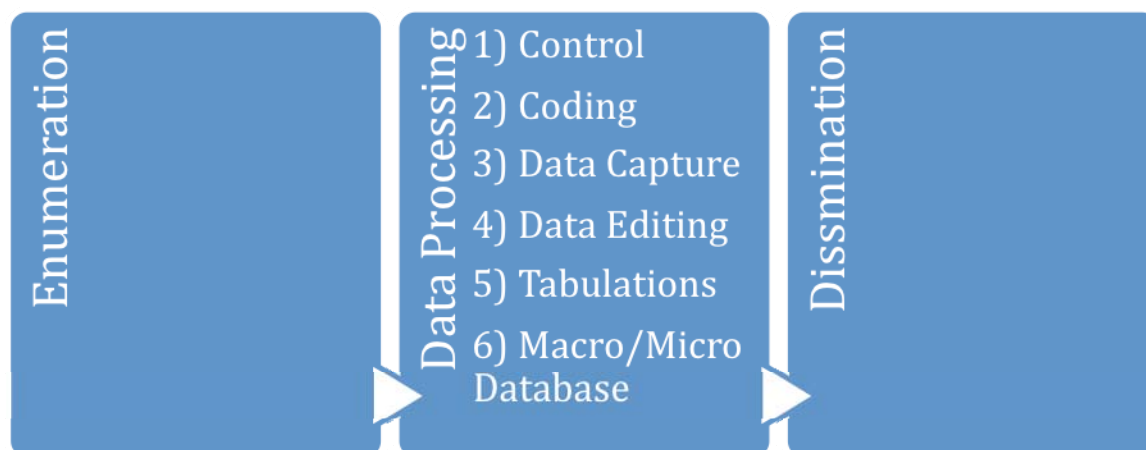 Enumeration
Data Processing
1) Control
2) Coding
3) Data Capture
4) Data Editing
5) Tabulations
6) Macro/Micro
Database
Dissmination